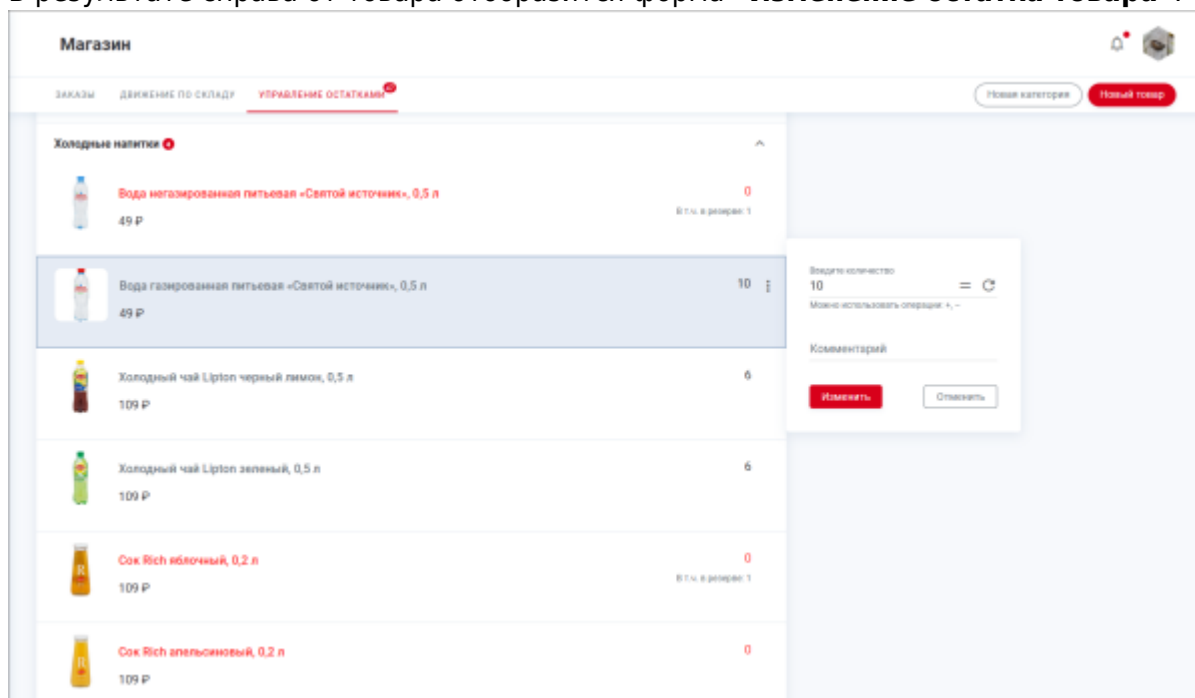 В результате справа от товара отобразится форма "Изменение остатка товара".
Магазин
ЗАКАЗЫ ДВИЖЕНИЕ ПО СКЛАДУ УПРАВЛЕНИЕ ОСТАТКАМИ
Новая категория Новый товар
Холодные напитки
Вода негазированная питьевая «Святой источник», 0,5 л 0
49 ₽ В т.ч. в резерве: 1
Вода газированная питьевая «Святой источник», 0,5 л 10
49 ₽
Введите количество
10 =
Можно использовать операции: +, –
Комментарий
Изменить Отменить
Холодный чай Lipton черный лимон, 0,5 л 6
109 ₽
Холодный чай Lipton зеленый, 0,5 л 6
109 ₽
Сок Rich яблочный, 0,2 л 0
109 ₽ В т.ч. в резерве: 1
Сок Rich апельсиновый, 0,2 л 0
109 ₽